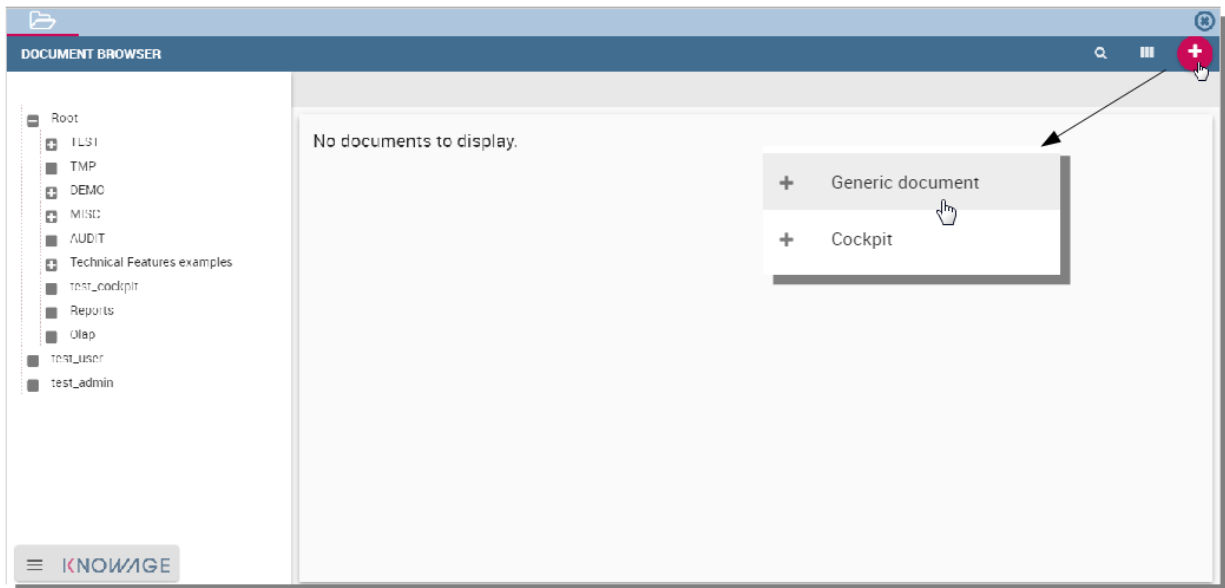 DOCUMENT BROWSER
Root
TEST
TMP
DEMO
MISC
AUDIT
Technical Features examples
test_cockpit
Reports
Olap
test_user
test_admin
No documents to display.
Generic document
Cockpit
KNOWAGE